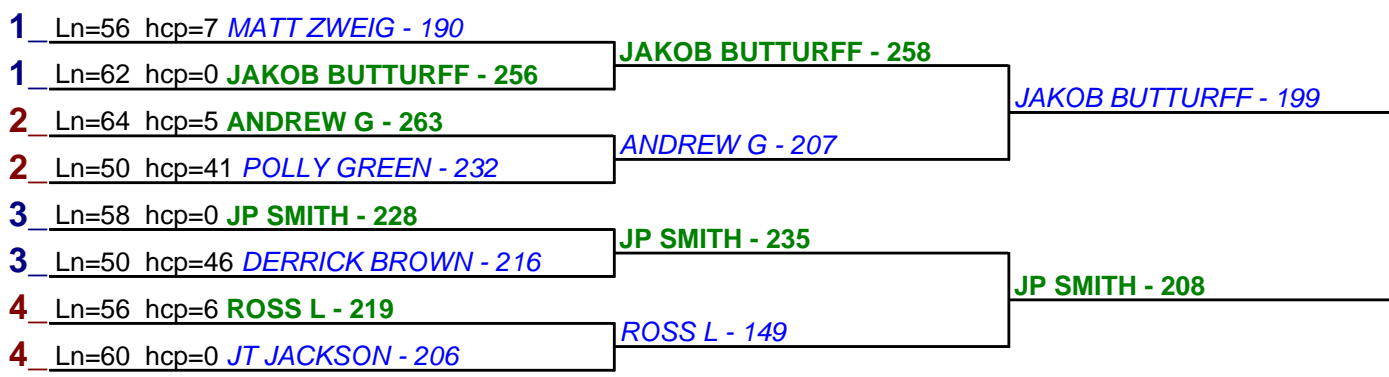 1_ Ln=56 hcp=7 MATT ZWEIG - 190
1_ Ln=62 hcp=0 JAKOB BUTTURFF - 256
2_ Ln=64 hcp=5 ANDREW G - 263
2_ Ln=50 hcp=41 POLLY GREEN - 232
3_ Ln=58 hcp=0 JP SMITH - 228
3_ Ln=50 hcp=46 DERRICK BROWN - 216
4_ Ln=56 hcp=6 ROSS L - 219
4_ Ln=60 hcp=0 JT JACKSON - 206
JAKOB BUTTURFF - 258
ANDREW G - 207
JP SMITH - 235
ROSS L - 149
JAKOB BUTTURFF - 199
JP SMITH - 208